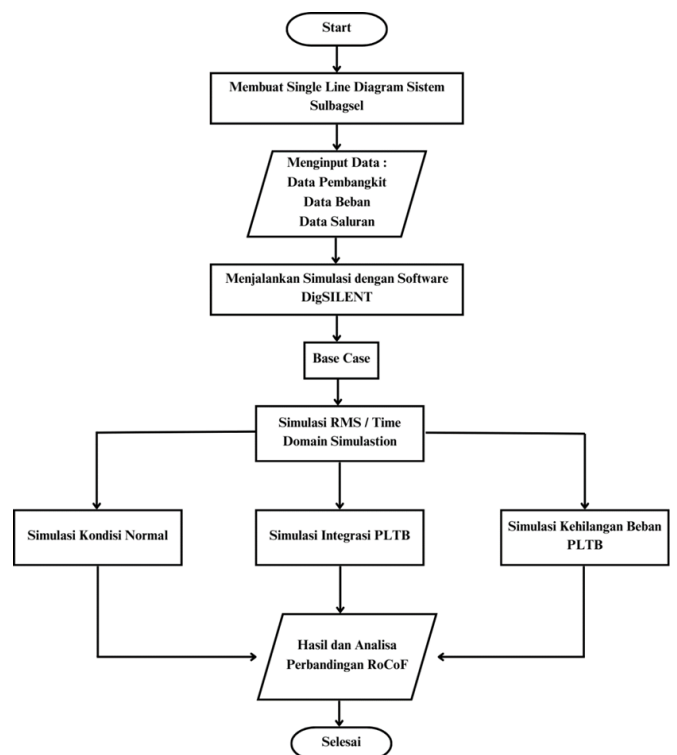 Start
Membuat Single Line Diagram Sistem
Sulbagsel
Menginput Data :
Data Pembangkit
Data Beban
Data Saluran
Menjalankan Simulasi dengan Software
DigSILENT
Base Case
Simulasi RMS / Time
Domain Simulastion
Simulasi Kondisi Normal
Simulasi Integrasi PLTB
Simulasi Kehilangan Beban
PLTB
Hasil dan Analisa
Perbandingan RoCoF
Selesai